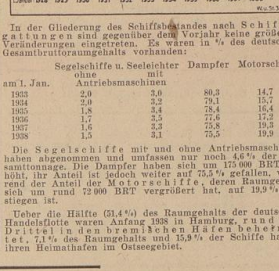 In der Gliederung des Schiffsbestandes nach Schiff
gattungen sind gegenüber dem Vorjahr keine größe
Veränderungen eingetreten. Es waren in % des deutsc
Gesamtbruttoraumgehalts vorhanden:
Segelschiffe u. Seeleichter Dampfer Motorsch
ohne mit
am 1. Jan. Antriebsmaschinen
1933 2,0 3,0 80,3 14,7
1934 2,0 3,2 79,1 15,7
1935 1,8 3,4 78,4 16,4
1936 1,7 3,5 77,6 17,2
1937 1,6 3,3 75,8 19,3
1938 1,5 3,1 75,5 19,9
Die Segelschiffe mit und ohne Antriebsmasch
haben abgenommen und umfassen nur noch 4,6 % der
samttonnage. Die Dampfer haben sich um 175 000 BRT
höht, ihr Anteil ist jedoch weiter auf 75,5 % gefallen,
rend der Anteil der Motorschiffe, deren Raumge
sich um rund 72 000 BRT vergrößert hat, auf 19,9 %
stiegen ist.
Ueber die Hälfte (51,4 %) des Raumgehalts der deuts
Handelsflotte waren Anfang 1938 in Hamburg, rund
Drittel in den bremischen Häfen behei
tet, 7,1 % des Raumgehalts und 15,9 % der Schiffe h
ihren Heimathafen im Ostseegebiet.